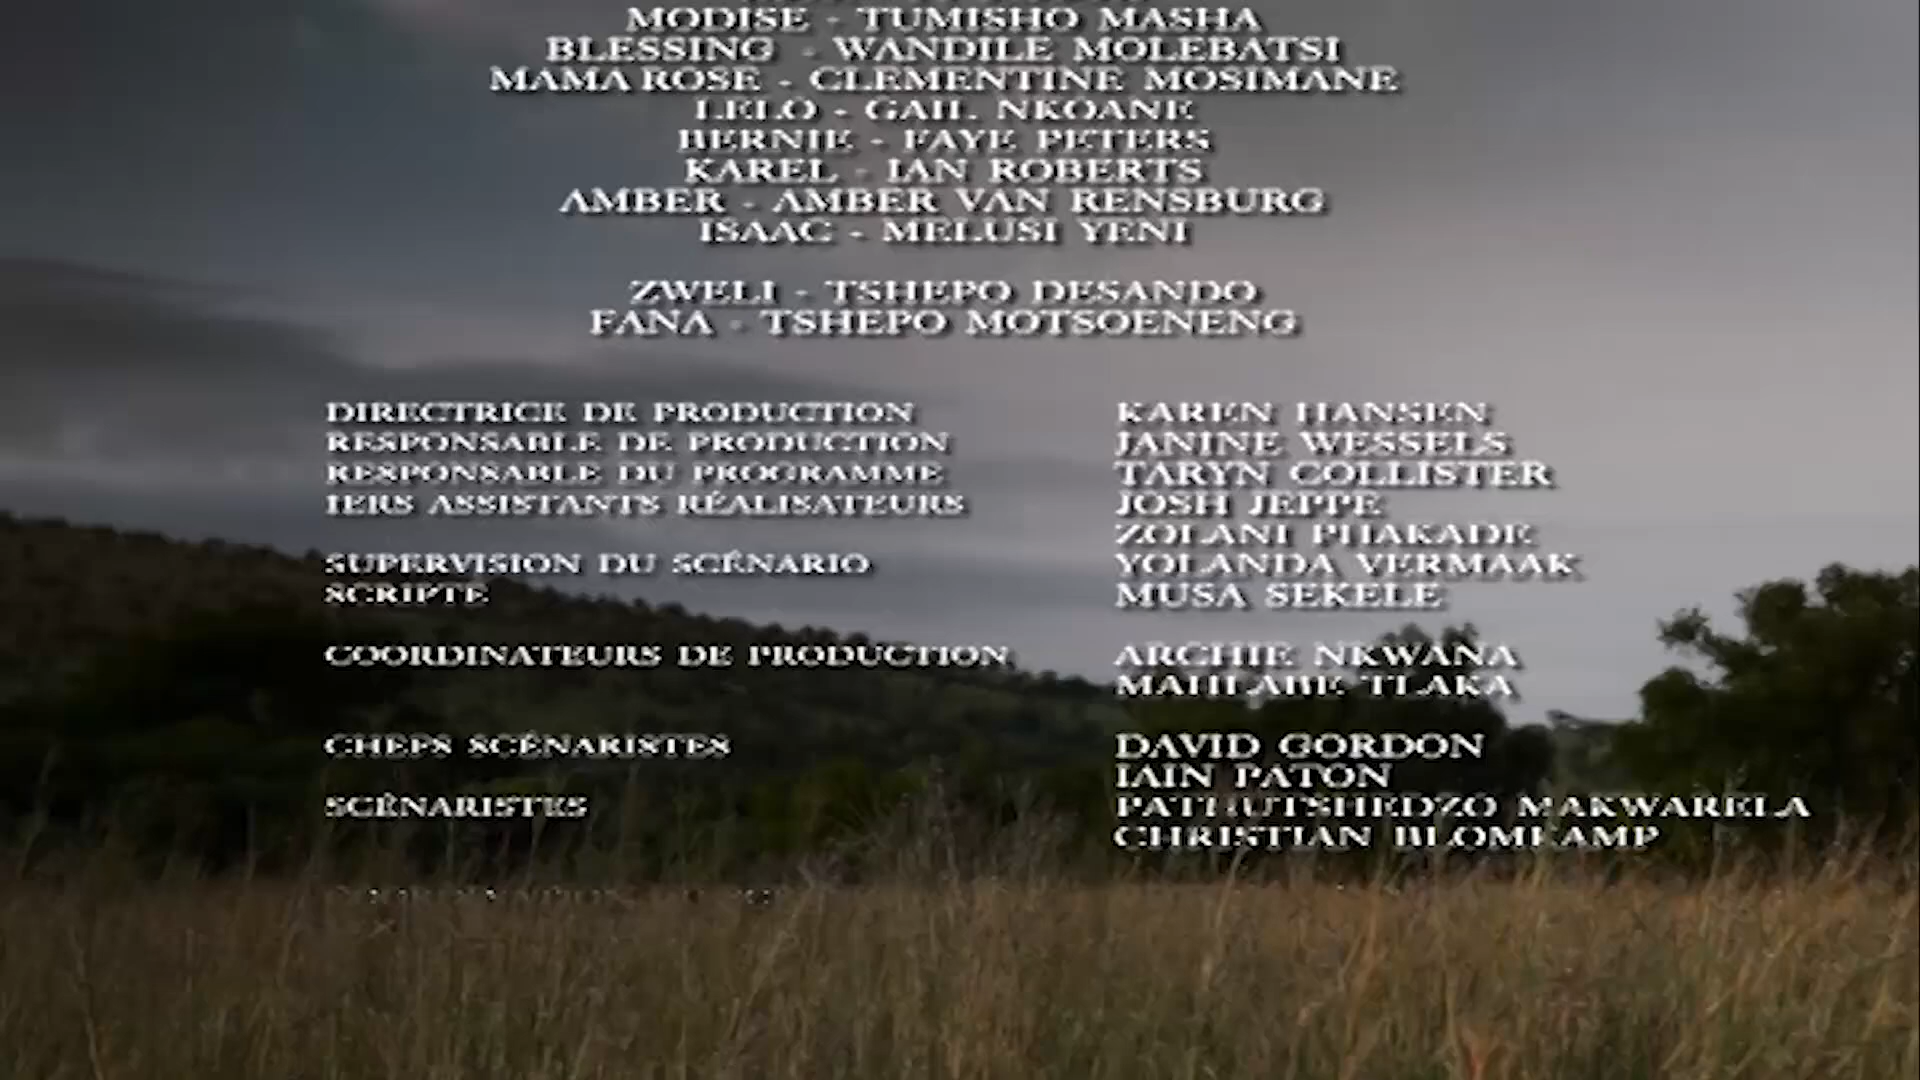 MODISE - TUMISHO MASHA
BLESSING - WANDILE MOLEBATSI
MAMA ROSE - CLEMENTINE MOSIMANE
LELO - GAIL NKOANE
BERNIE - FAYE PETERS
KAREL - IAN ROBERTS
AMBER - AMBER VAN RENSBURG
ISAAC - MELUSI YENI
ZWELI - TSHEPO DESANDO
FANA - TSHEPO MOTSOENENG
DIRECTRICE DE PRODUCTION KAREN HANSEN
RESPONSABLE DE PRODUCTION JANINE WESSELS
RESPONSABLE DU PROGRAMME TARYN COLLISTER
1ERS ASSISTANTS RÉALISATEURS JOSH JEPPE
ZOLANI PHAKADE
SUPERVISION DU SCÉNARIO YOLANDA VERMAAK
SCRIPTE MUSA SEKELE
COORDINATEURS DE PRODUCTION ARCHIE NKWANA
MAHLABE TLAKA
CHEFS SCÉNARISTES DAVID GORDON
IAIN PATON
SCÉNARISTES PATHUTSHEDZO MAKWARELA
CHRISTIAN BLOMKAMP